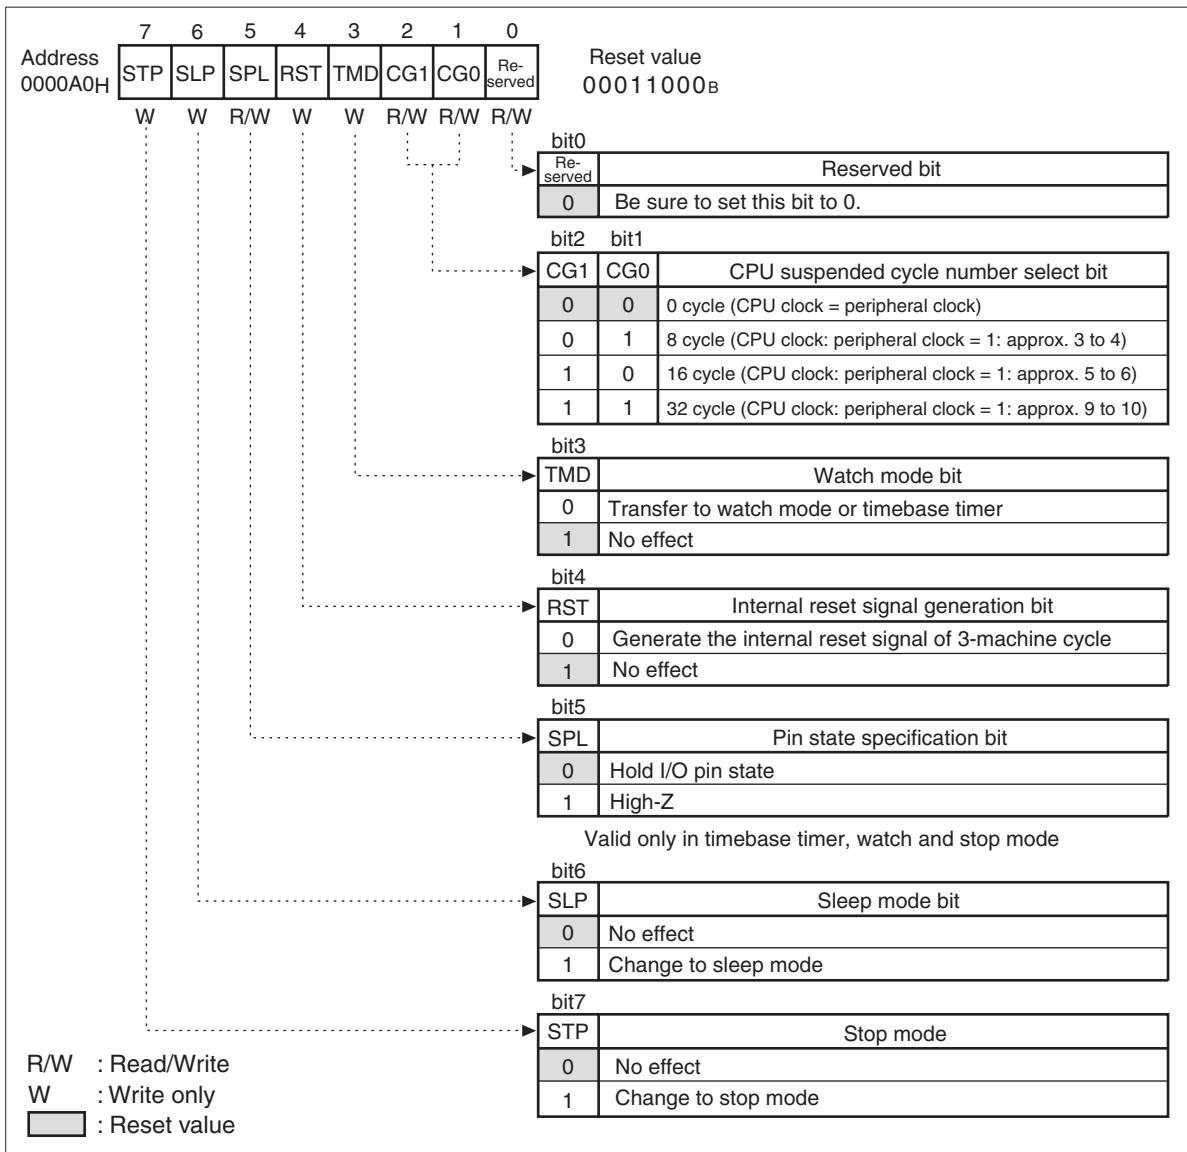 7 6 5 4 3 2 1 0
Address 0000A0H
STP SLP SPL RST TMD CG1 CG0 Re-served
Reset value
00011000B
W W R/W W W R/W R/W R/W
bit0
Re-served Reserved bit
0 Be sure to set this bit to 0.
bit2 bit1
CG1 CG0 CPU suspended cycle number select bit
0 0 0 cycle (CPU clock = peripheral clock)
0 1 8 cycle (CPU clock: peripheral clock = 1: approx. 3 to 4)
1 0 16 cycle (CPU clock: peripheral clock = 1: approx. 5 to 6)
1 1 32 cycle (CPU clock: peripheral clock = 1: approx. 9 to 10)
bit3
TMD Watch mode bit
0 Transfer to watch mode or timebase timer
1 No effect
bit4
RST Internal reset signal generation bit
0 Generate the internal reset signal of 3-machine cycle
1 No effect
bit5
SPL Pin state specification bit
0 Hold I/O pin state
1 High-Z
Valid only in timebase timer, watch and stop mode
bit6
SLP Sleep mode bit
0 No effect
1 Change to sleep mode
bit7
STP Stop mode
0 No effect
1 Change to stop mode
R/W : Read/Write
W : Write only
: Reset value